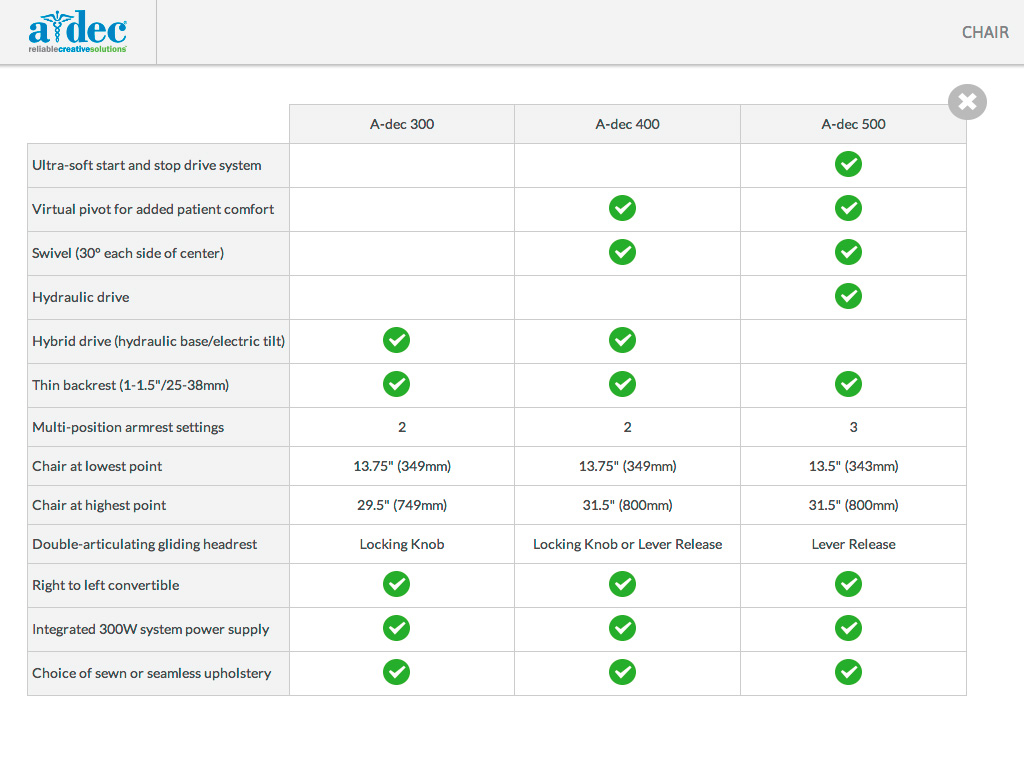 a dec
reliablecreativesolutions
CHAIR
A-dec 300 A-dec 400 A-dec 500
Ultra-soft start and stop drive system
Virtual pivot for added patient comfort
Swivel (30° each side of center)
Hydraulic drive
Hybrid drive (hydraulic base/electric tilt)
Thin backrest (1-1.5"/25-38mm)
Multi-position armrest settings 2 2 3
Chair at lowest point 13.75" (349mm) 13.75" (349mm) 13.5" (343mm)
Chair at highest point 29.5" (749mm) 31.5" (800mm) 31.5" (800mm)
Double-articulating gliding headrest Locking Knob Locking Knob or Lever Release Lever Release
Right to left convertible
Integrated 300W system power supply
Choice of sewn or seamless upholstery